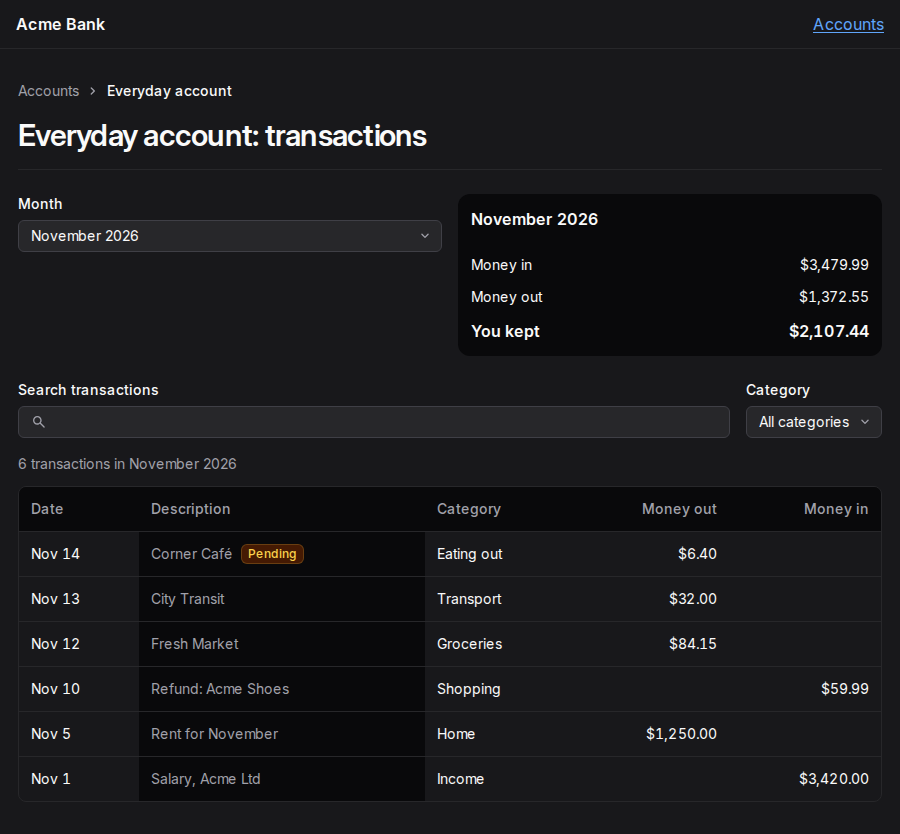 Acme Bank Accounts
Accounts Everyday account
Everyday account: transactions
Month
November 2026
November 2026
Money in $3,479.99
Money out $1,372.55
You kept $2,107.44
Search transactions Category
All categories
6 transactions in November 2026
Date Description Category Money out Money in
Nov 14 Corner Café Pending Eating out $6.40
Nov 13 City Transit Transport $32.00
Nov 12 Fresh Market Groceries $84.15
Nov 10 Refund: Acme Shoes Shopping $59.99
Nov 5 Rent for November Home $1,250.00
Nov 1 Salary, Acme Ltd Income $3,420.00